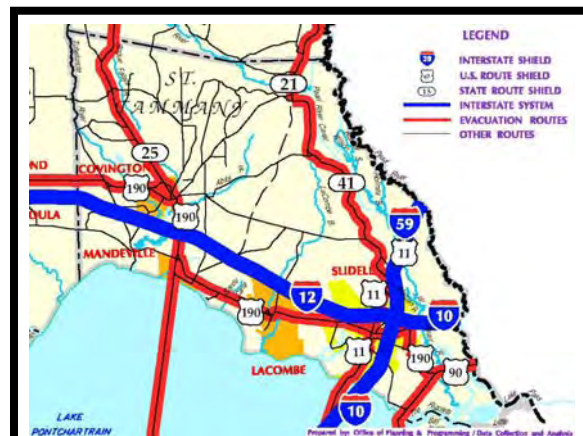 LEGEND
INTERSTATE SHIELD
U.S. ROUTE SHIELD
15 STATE ROUTE SHIELD
INTERSTATE SYSTEM
EVACUATION ROUTES
OTHER ROUTES
ST.
TAMMANY
21
25
COVINGTON
190
190
41
59
11
MANDEVILLE
SLIDELL
12
11
10
190
11
190
90
LACOMBE
10
LAKE
PONTCHARTRAIN
Prepared by: Office of Planning & Programming / Data Collection and Analysis